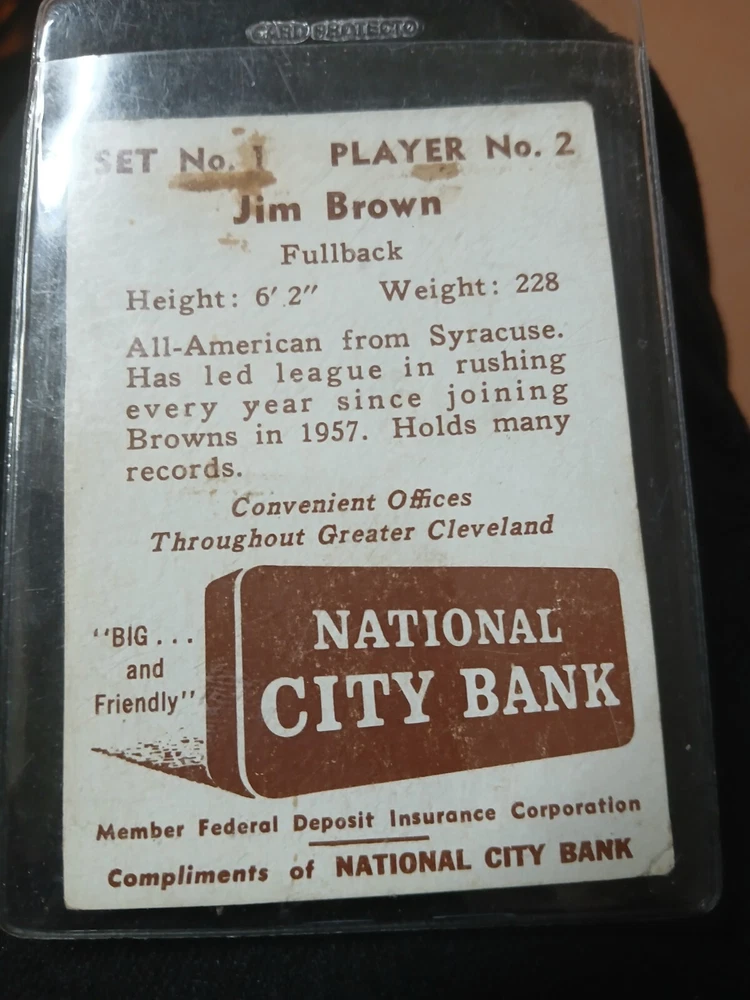 CARD PROTECTO
SET No. 1 PLAYER No. 2
Jim Brown
Fullback
Height: 6' 2" Weight: 228
All-American from Syracuse.
Has led league in rushing
every year since joining
Browns in 1957. Holds many
records.
Convenient Offices
Throughout Greater Cleveland
"BIG...
and
Friendly"
NATIONAL
CITY BANK
Member Federal Deposit Insurance Corporation
Compliments of NATIONAL CITY BANK